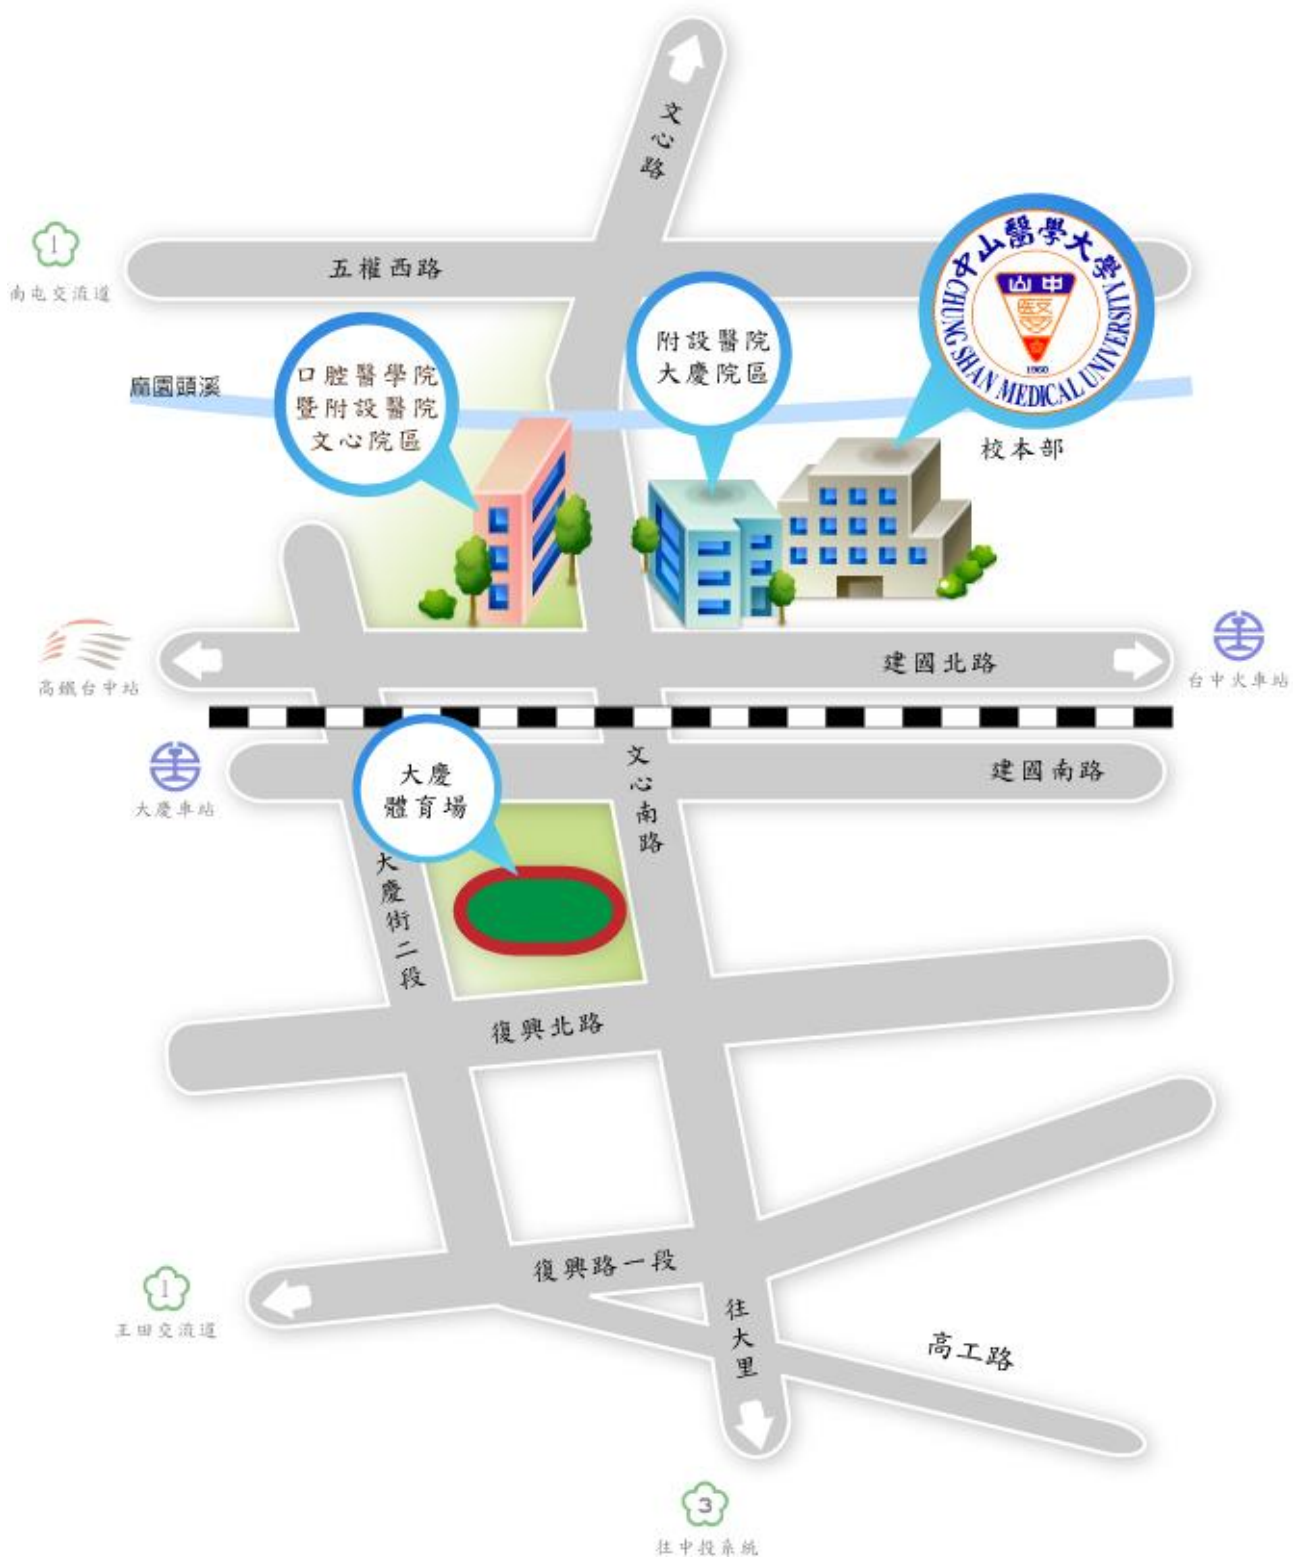 文心路
1
南屯交流道
五權西路
中山醫學大學
CHUNG SHAN MEDICAL UNIVERSITY
1960
校本部
附設醫院
大慶院區
口腔醫學院
暨附設醫院
文心院區
麻園頭溪
高鐵台中站
建國北路
台中火車站
大慶車站
大慶
體育場
文心南路
建國南路
大慶街二段
復興北路
復興路一段
1
王田交流道
往大里
高工路
3
往中投系統